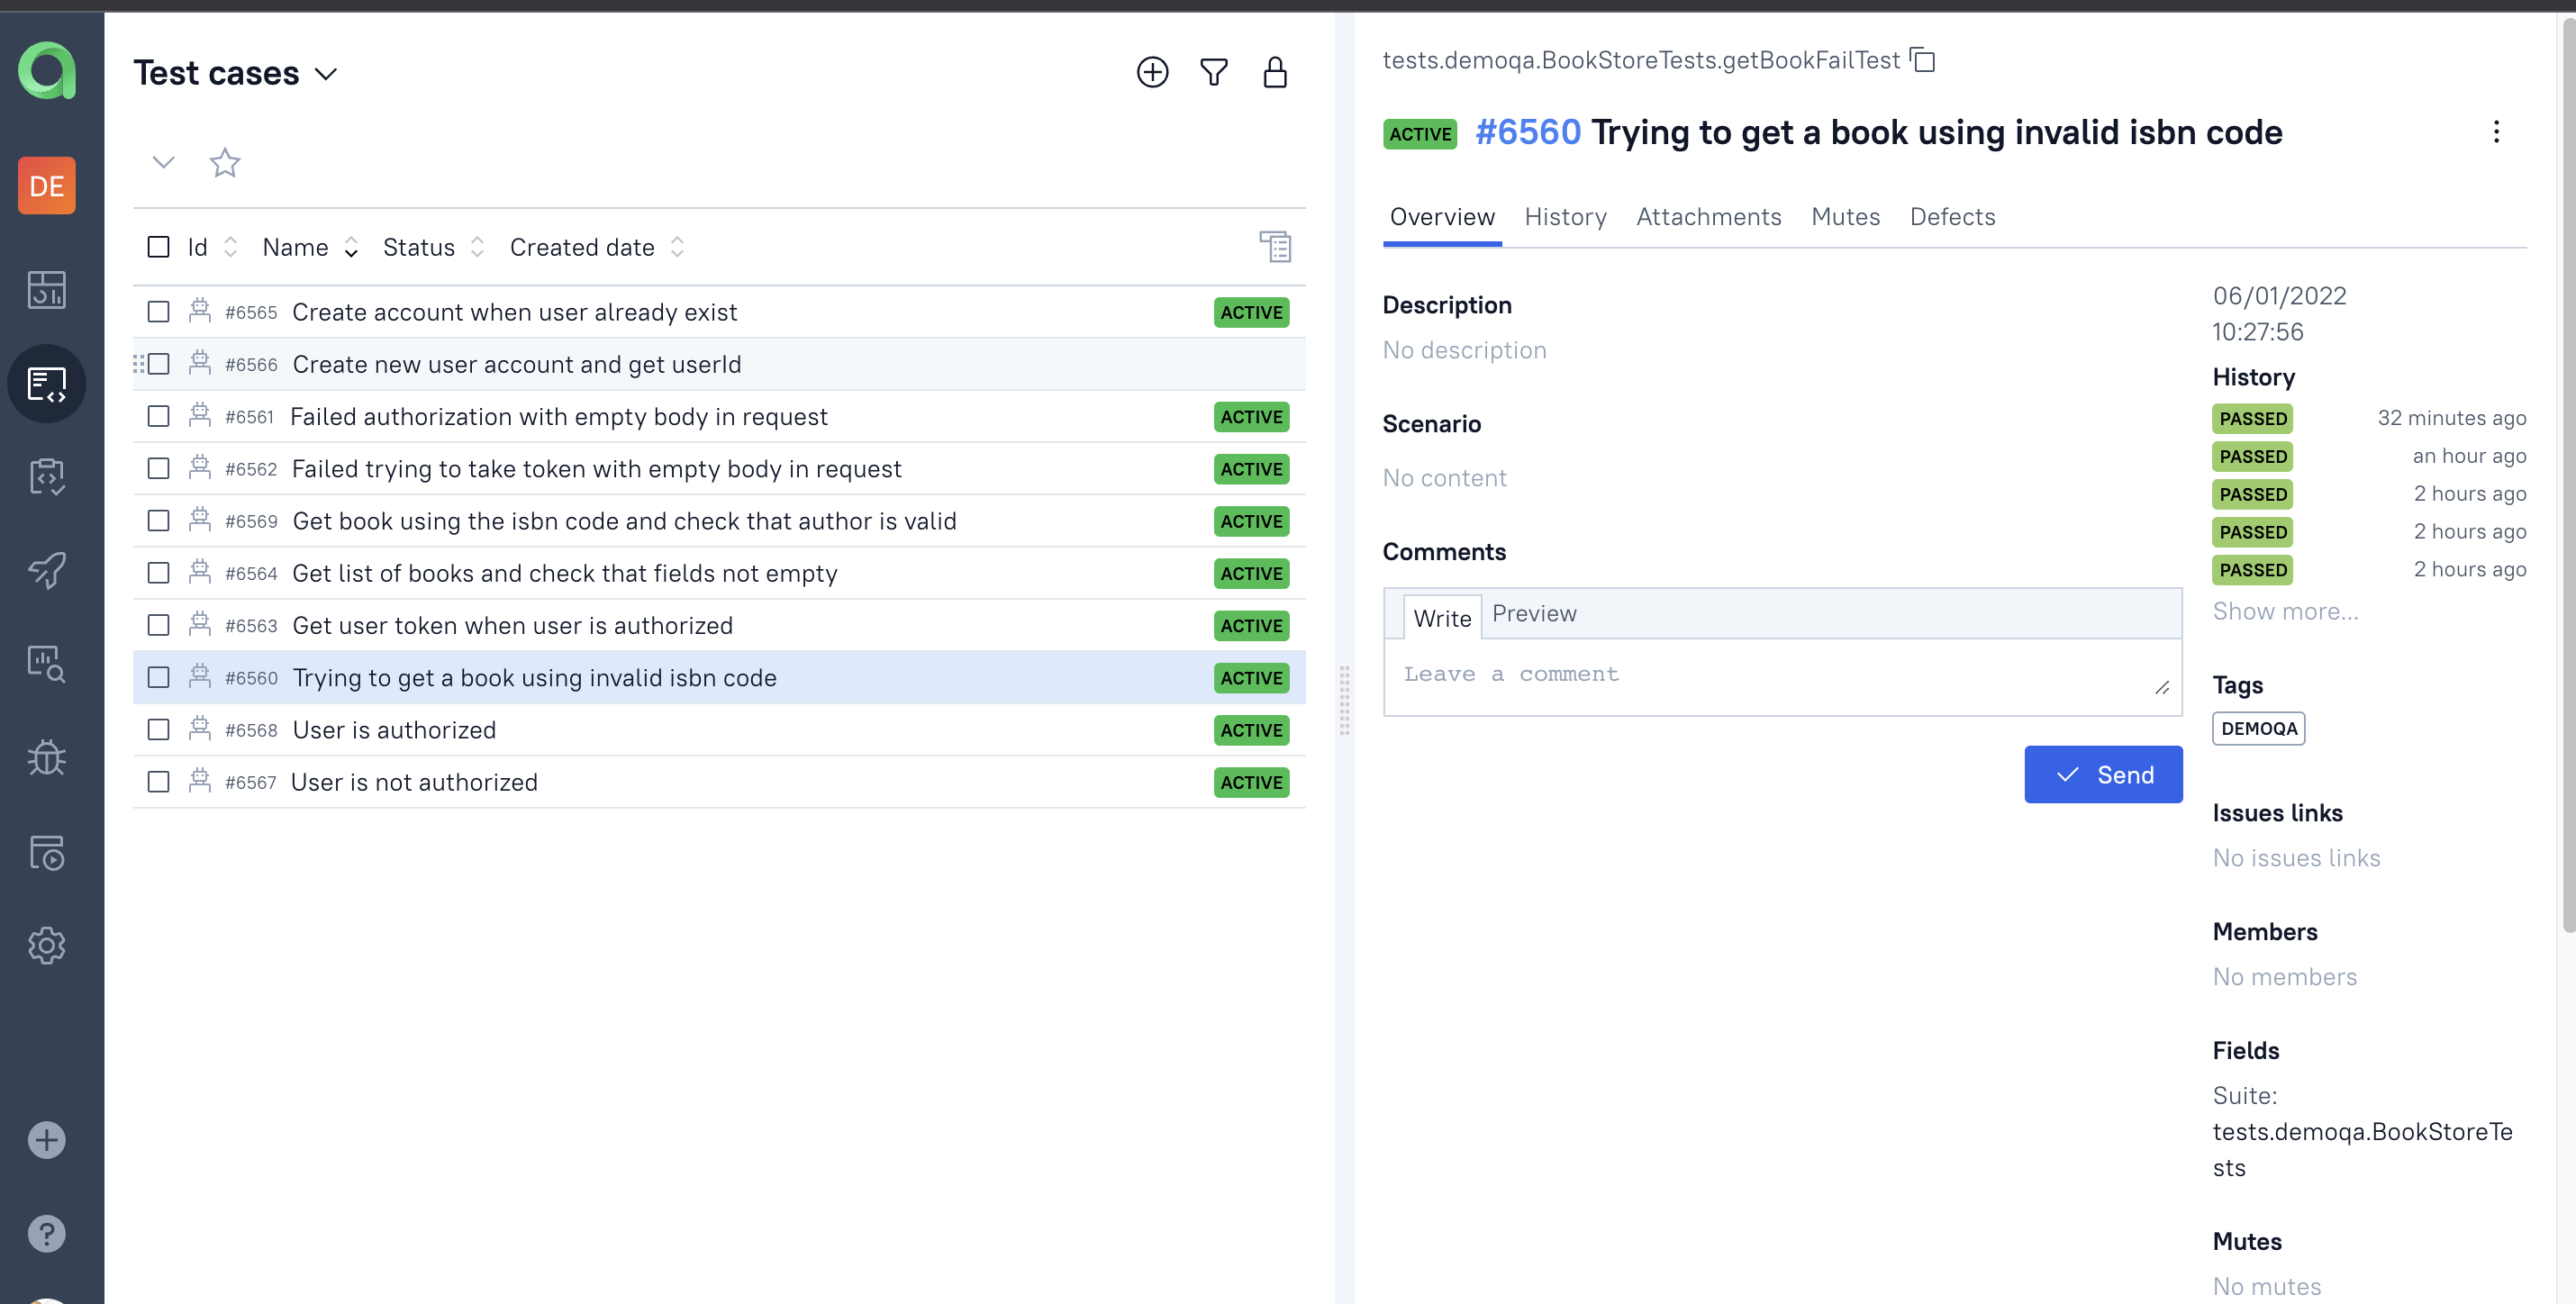 DE
Test cases
Id Name Status Created date
#6565 Create account when user already exist ACTIVE
#6566 Create new user account and get userId
#6561 Failed authorization with empty body in request ACTIVE
#6562 Failed trying to take token with empty body in request ACTIVE
#6569 Get book using the isbn code and check that author is valid ACTIVE
#6564 Get list of books and check that fields not empty ACTIVE
#6563 Get user token when user is authorized ACTIVE
#6560 Trying to get a book using invalid isbn code ACTIVE
#6568 User is authorized ACTIVE
#6567 User is not authorized ACTIVE
tests.demoqa.BookStoreTests.getBookFailTest
ACTIVE #6560 Trying to get a book using invalid isbn code
Overview History Attachments Mutes Defects
Description
No description
Scenario
No content
Comments
Write Preview
Leave a comment
Send
06/01/2022
10:27:56
History
PASSED 32 minutes ago
PASSED an hour ago
PASSED 2 hours ago
PASSED 2 hours ago
PASSED 2 hours ago
Show more...
Tags
DEMOQA
Issues links
No issues links
Members
No members
Fields
Suite:
tests.demoqa.BookStoreTe
sts
Mutes
No mutes